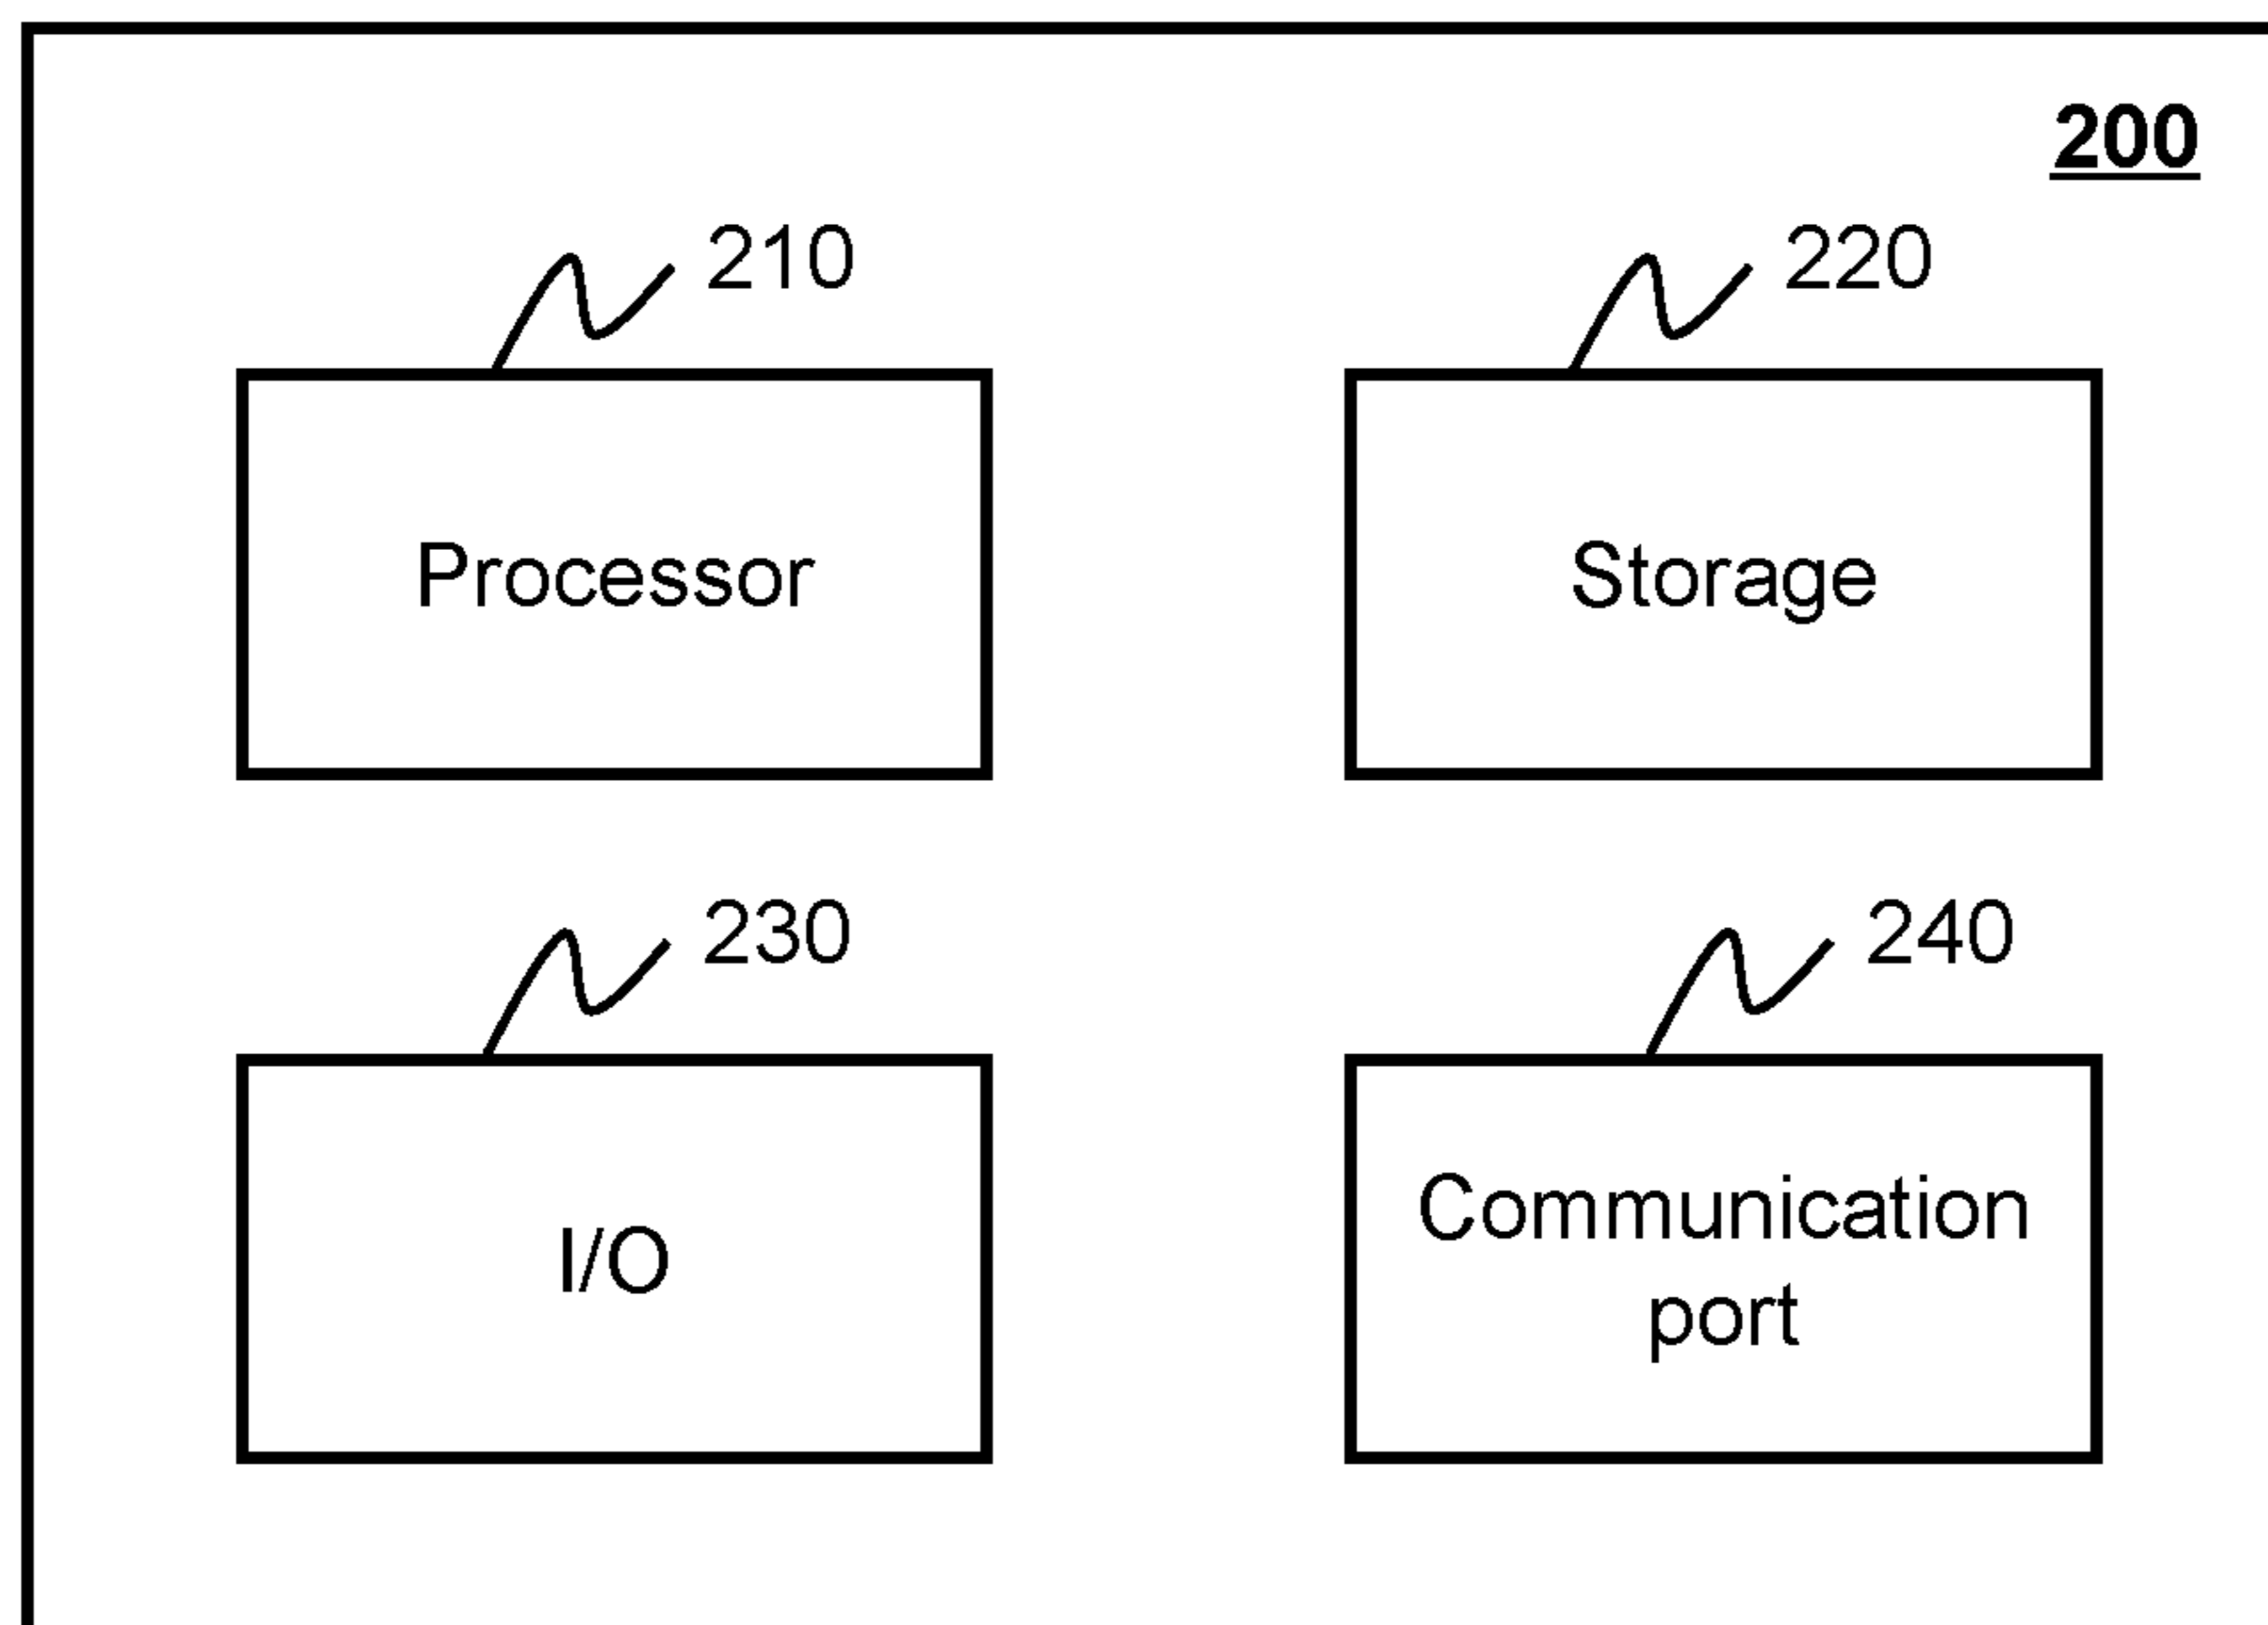 200
210
220
Processor
Storage
230
240
I/O
Communication
port